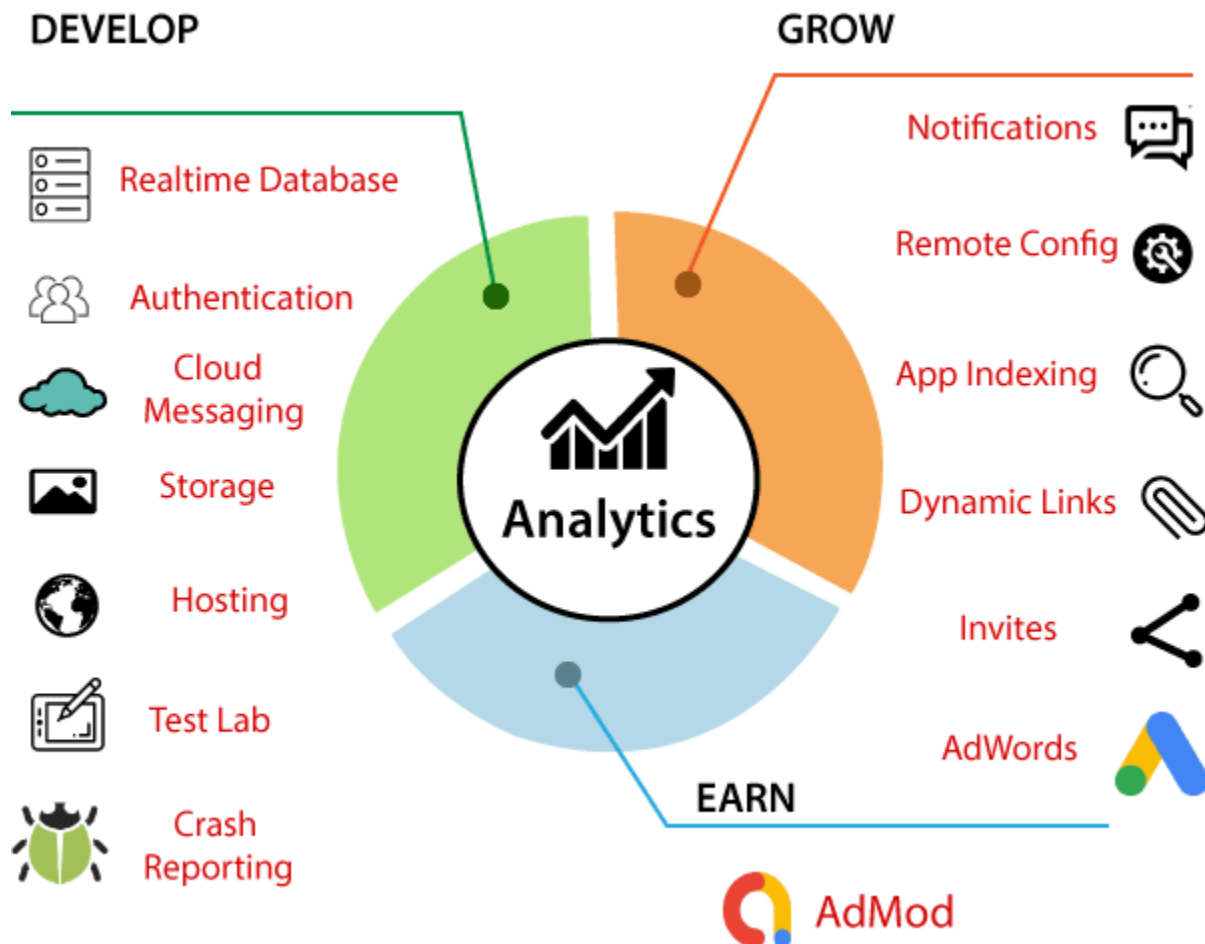 DEVELOP
Realtime Database
Authentication
Cloud
Messaging
Storage
Hosting
Test Lab
Crash
Reporting
GROW
Notifications
Remote Config
App Indexing
Dynamic Links
Invites
AdWords
Analytics
EARN
AdMod